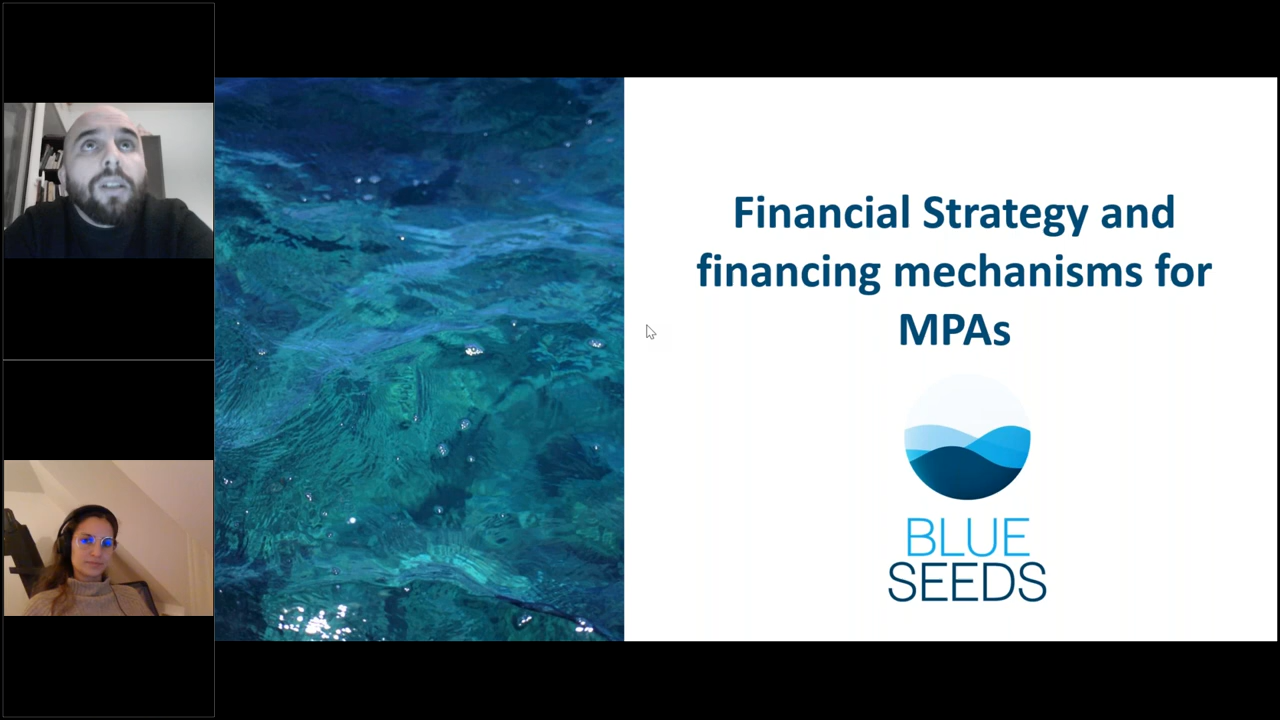 Financial Strategy and
financing mechanisms for
MPAs
BLUE
SEEDS